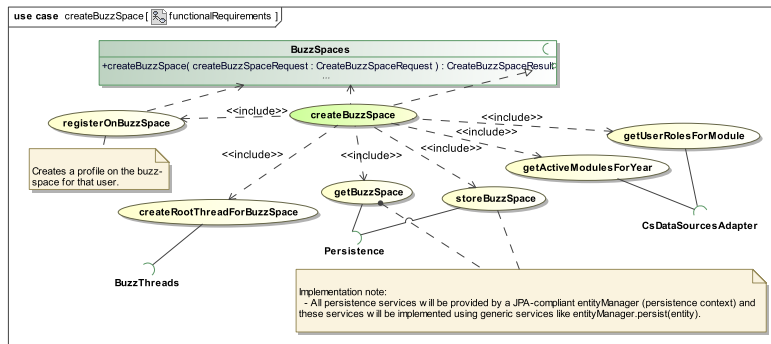 use case createBuzzSpace [ functionalRequirements ]
BuzzSpaces
+createBuzzSpace( createBuzzSpaceRequest : CreateBuzzSpaceRequest ) : CreateBuzzSpaceResult
...
registerOnBuzzSpace
<<include>>
createBuzzSpace
<<include>>
getUserRolesForModule
<<include>>
Creates a profile on the buzz-
space for that user.
<<include>>
<<include>>
<<include>>
getActiveModulesForYear
getBuzzSpace
storeBuzzSpace
createRootThreadForBuzzSpace
CsDataSourcesAdapter
Persistence
BuzzThreads
Implementation note:
- All persistence services will be provided by a JPA-compliant entityManager (persistence context) and
these services will be implemented using generic services like entityManager.persist(entity).